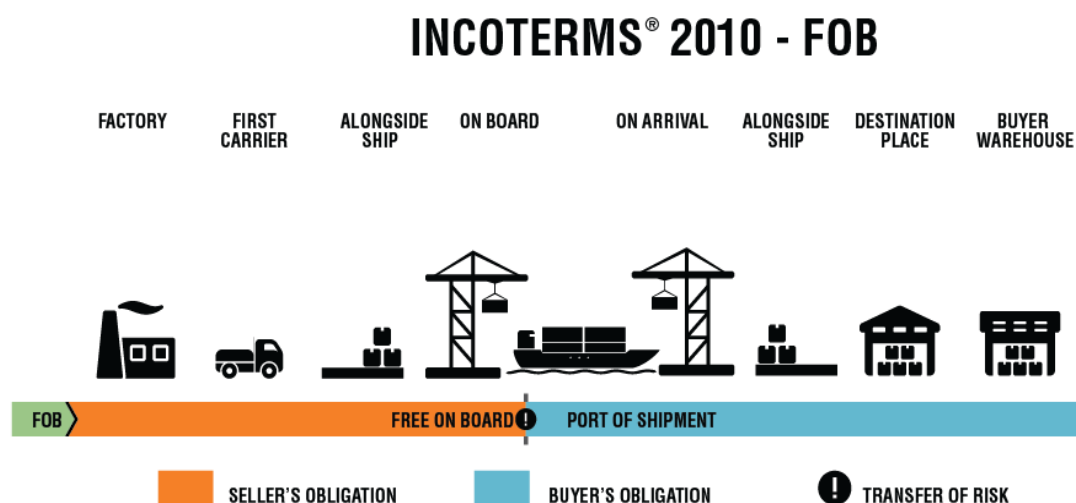 INCOTERMS® 2010 - FOB
FACTORY
FIRST
CARRIER
ALONGSIDE
SHIP
ON BOARD
ON ARRIVAL
ALONGSIDE
SHIP
DESTINATION
PLACE
BUYER
WAREHOUSE
FOB
FREE ON BOARD
!
PORT OF SHIPMENT
SELLER'S OBLIGATION
BUYER'S OBLIGATION
!
TRANSFER OF RISK